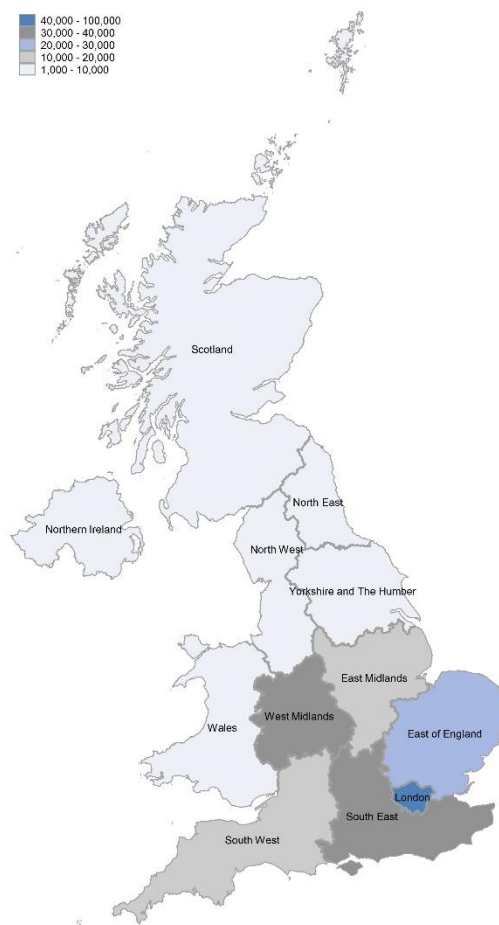 40,000 - 100,000
30,000 - 40,000
20,000 - 30,000
10,000 - 20,000
1,000 - 10,000
Scotland
North East
Northern Ireland
North West
Yorkshire and The Humber
East Midlands
West Midlands
Wales
East of England
London
South East
South West